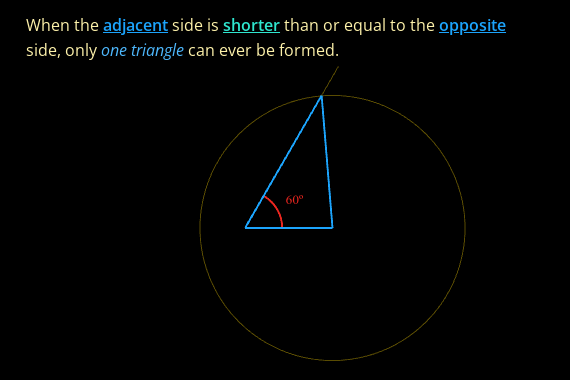 When the adjacent side is shorter than or equal to the opposite
side, only one triangle can ever be formed.
60°